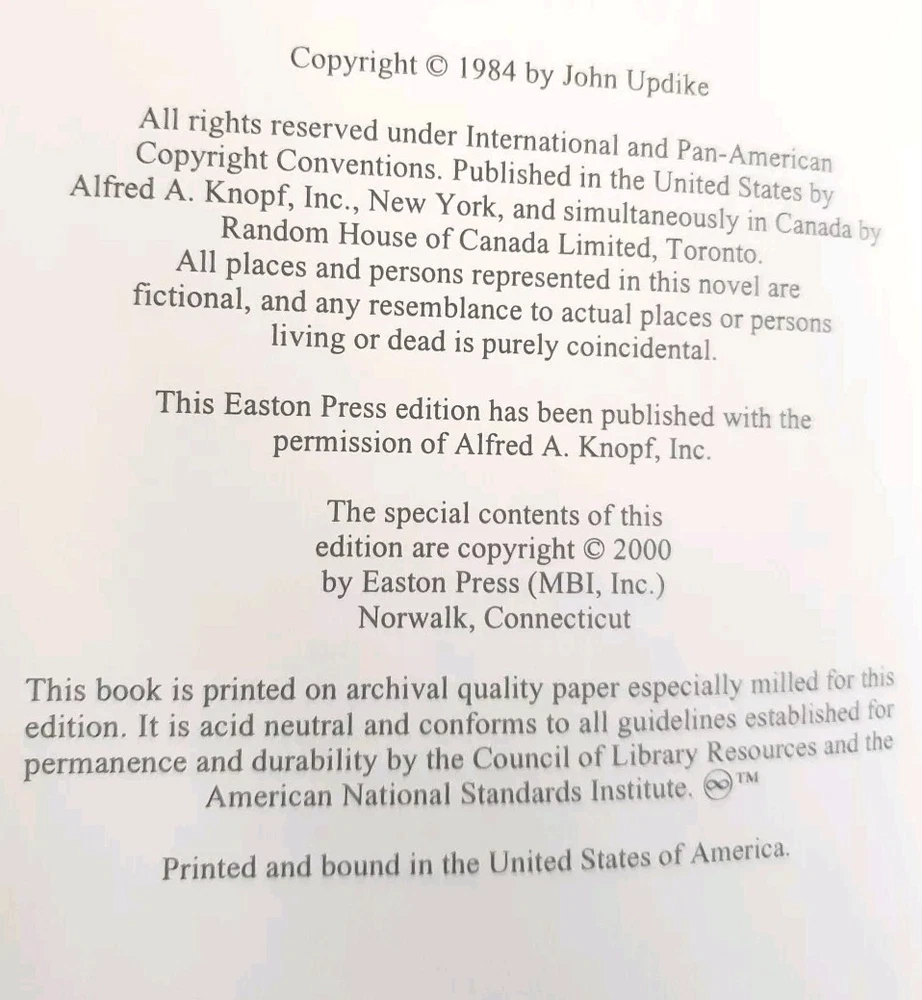 Copyright © 1984 by John Updike
All rights reserved under International and Pan-American
Copyright Conventions. Published in the United States by
Alfred A. Knopf, Inc., New York, and simultaneously in Canada by
Random House of Canada Limited, Toronto.
All places and persons represented in this novel are
fictional, and any resemblance to actual places or persons
living or dead is purely coincidental.
This Easton Press edition has been published with the
permission of Alfred A. Knopf, Inc.
The special contents of this
edition are copyright © 2000
by Easton Press (MBI, Inc.)
Norwalk, Connecticut
This book is printed on archival quality paper especially milled for this
edition. It is acid neutral and conforms to all guidelines established for
permanence and durability by the Council of Library Resources and the
American National Standards Institute. ♾™
Printed and bound in the United States of America.